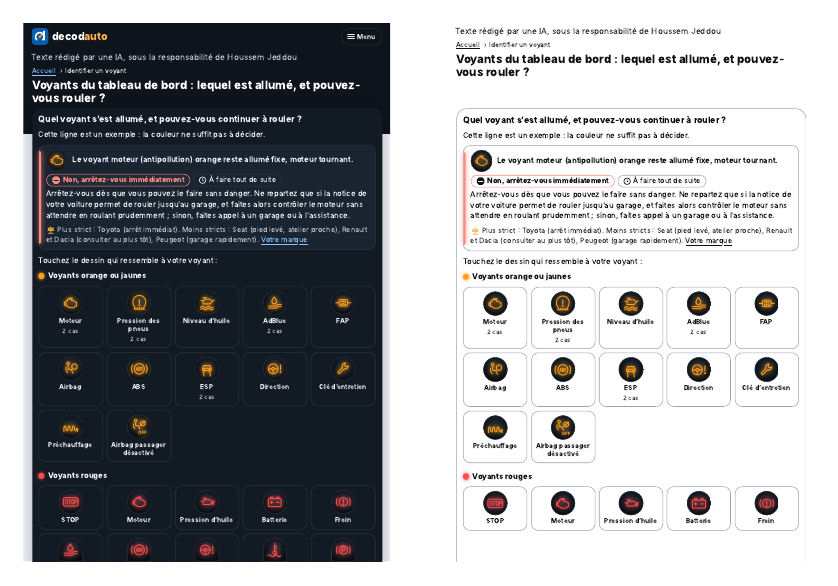 decodauto
Menu
Texte rédigé par une IA, sous la responsabilité de Houssem Jeddou
Accueil › Identifier un voyant
Voyants du tableau de bord : lequel est allumé, et pouvez-
vous rouler ?
Quel voyant s'est allumé, et pouvez-vous continuer à rouler ?
Cette ligne est un exemple : la couleur ne suffit pas à décider.
Le voyant moteur (antipollution) orange reste allumé fixe, moteur tournant.
Non, arrêtez-vous immédiatement
À faire tout de suite
Arrêtez-vous dès que vous pouvez le faire sans danger. Ne repartez que si la notice de
votre voiture permet de rouler jusqu'au garage, et faites alors contrôler le moteur sans
attendre en roulant prudemment ; sinon, faites appel à un garage ou à l'assistance.
Plus strict : Toyota (arrêt immédiat). Moins stricts : Seat (pied levé, atelier proche), Renault
et Dacia (consulter au plus tôt), Peugeot (garage rapidement). Votre marque
Touchez le dessin qui ressemble à votre voyant :
Voyants orange ou jaunes
Moteur
2 cas
Pression des
pneus
2 cas
Niveau d'huile
AdBlue
2 cas
FAP
Airbag
ABS
ESP
2 cas
Direction
Clé d'entretien
Préchauffage
OFF
Airbag passager
désactivé
Voyants rouges
STOP
STOP
Moteur
Pression d'huile
Batterie
Frein
Texte rédigé par une IA, sous la responsabilité de Houssem Jeddou
Accueil › Identifier un voyant
Voyants du tableau de bord : lequel est allumé, et pouvez-
vous rouler ?
Quel voyant s'est allumé, et pouvez-vous continuer à rouler ?
Cette ligne est un exemple : la couleur ne suffit pas à décider.
Le voyant moteur (antipollution) orange reste allumé fixe, moteur tournant.
Non, arrêtez-vous immédiatement
À faire tout de suite
Arrêtez-vous dès que vous pouvez le faire sans danger. Ne repartez que si la notice de
votre voiture permet de rouler jusqu'au garage, et faites alors contrôler le moteur sans
attendre en roulant prudemment ; sinon, faites appel à un garage ou à l'assistance.
Plus strict : Toyota (arrêt immédiat). Moins stricts : Seat (pied levé, atelier proche), Renault
et Dacia (consulter au plus tôt), Peugeot (garage rapidement). Votre marque
Touchez le dessin qui ressemble à votre voyant :
Voyants orange ou jaunes
Moteur
2 cas
Pression des
pneus
2 cas
Niveau d'huile
AdBlue
2 cas
FAP
Airbag
ABS
ESP
2 cas
Direction
Clé d'entretien
Préchauffage
OFF
Airbag passager
désactivé
Voyants rouges
STOP
STOP
Moteur
Pression d'huile
Batterie
Frein